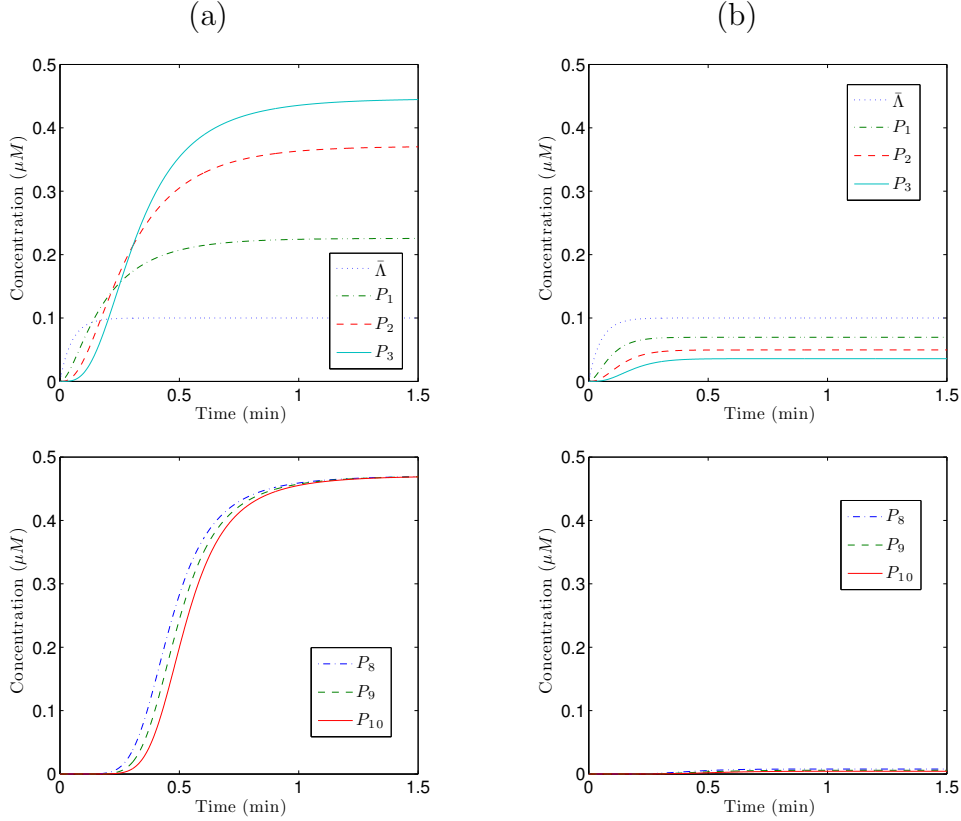 (a)
0.5
0.4
0.3
0.2
0.1
0
Concentration (μM)
0 0.5 1 1.5
Time (min)
Λ̄
P₁
P₂
P₃
(b)
0.5
0.4
0.3
0.2
0.1
0
Concentration (μM)
0 0.5 1 1.5
Time (min)
Λ̄
P₁
P₂
P₃
0.5
0.4
0.3
0.2
0.1
0
Concentration (μM)
0 0.5 1 1.5
Time (min)
P₈
P₉
P₁₀
0.5
0.4
0.3
0.2
0.1
0
Concentration (μM)
0 0.5 1 1.5
Time (min)
P₈
P₉
P₁₀